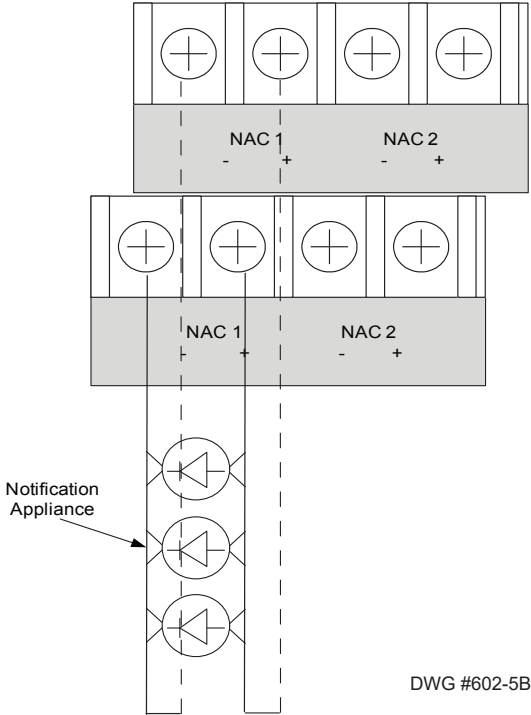 NAC 1 NAC 2
- + - +
NAC 1 NAC 2
- + - +
Notification
Appliance
DWG #602-5B